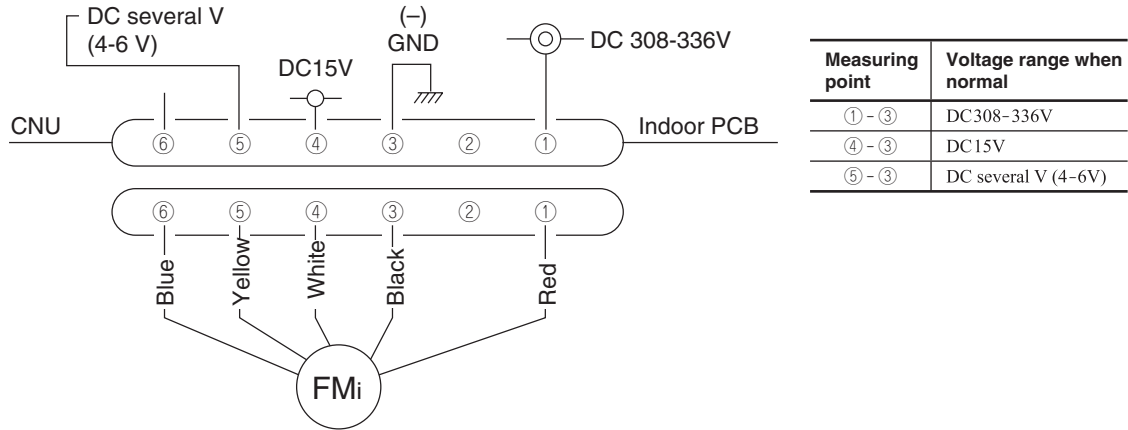 DC several V
(4-6 V)
(–)
GND
DC15V
DC 308-336V
CNU
Indoor PCB
⑥ ⑤ ④ ③ ② ①
⑥ ⑤ ④ ③ ② ①
Blue
Yellow
White
Black
Red
FMi
Measuring point
Voltage range when normal
①–③ DC308–336V
④–③ DC15V
⑤–③ DC several V (4–6V)